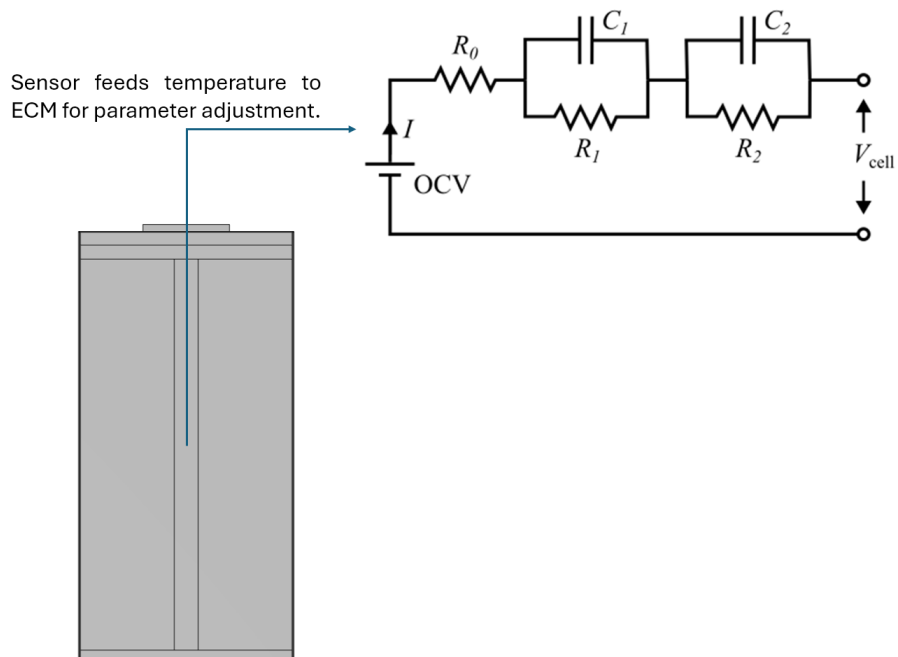 Sensor feeds temperature to
ECM for parameter adjustment.
R0
C1
C2
R1
R2
I
OCV
Vcell